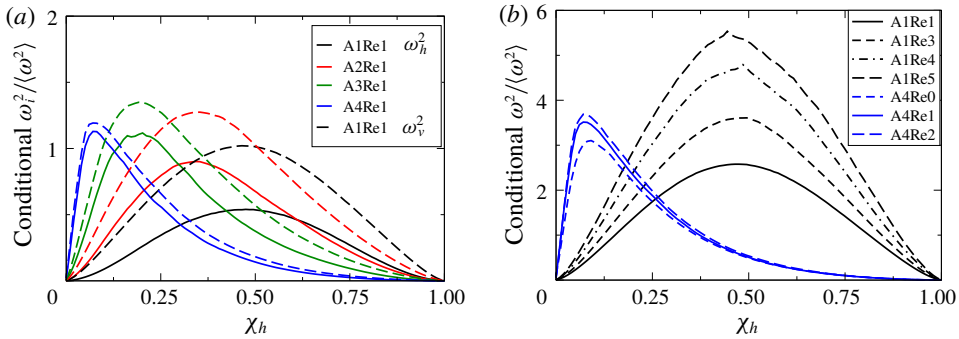 (a)
2
1
0
Conditional ω_i^2/⟨ω^2⟩
A1Re1 ω_h^2
A2Re1
A3Re1
A4Re1
A1Re1 ω_v^2
0.25
0.50
0.75
1.00
χ_h
(b)
6
4
2
0
Conditional ω^2/⟨ω^2⟩
A1Re1
A1Re3
A1Re4
A1Re5
A4Re0
A4Re1
A4Re2
0.25
0.50
0.75
1.00
χ_h